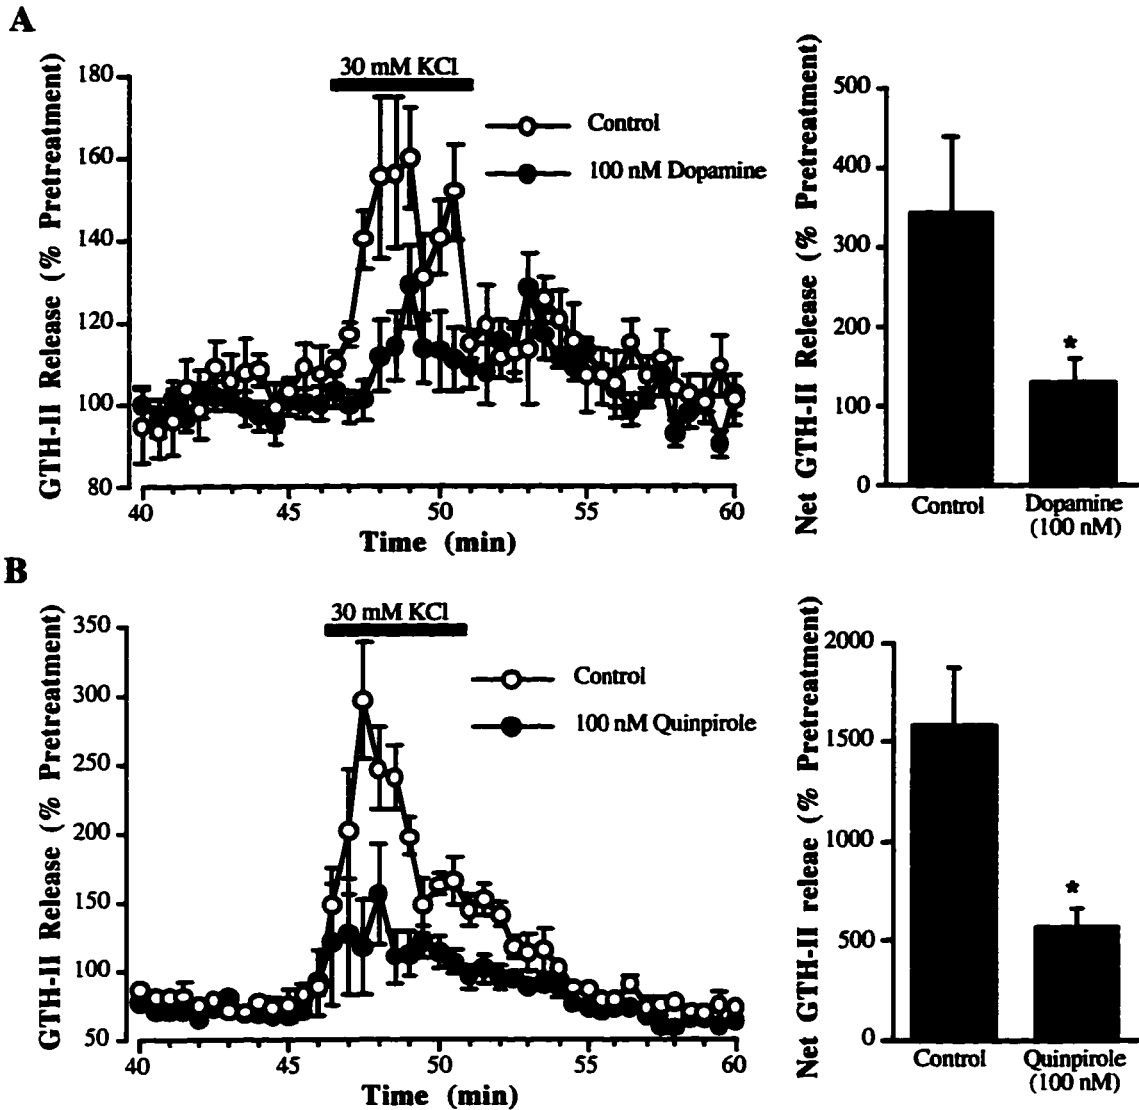 A
GTH-II Release (% Pretreatment)
180
160
140
120
100
80
30 mM KCl
Control
100 nM Dopamine
40
45
50
55
60
Time (min)
Net GTH-II Release (% Pretreatment)
500
400
300
200
100
0
*
Control
Dopamine
(100 nM)
B
GTH-II Release (% Pretreatment)
350
300
250
200
150
100
50
30 mM KCl
Control
100 nM Quinpirole
40
45
50
55
60
Time (min)
Net GTH-II releae (% Pretreatment)
2000
1500
1000
500
0
*
Control
Quinpirole
(100 nM)